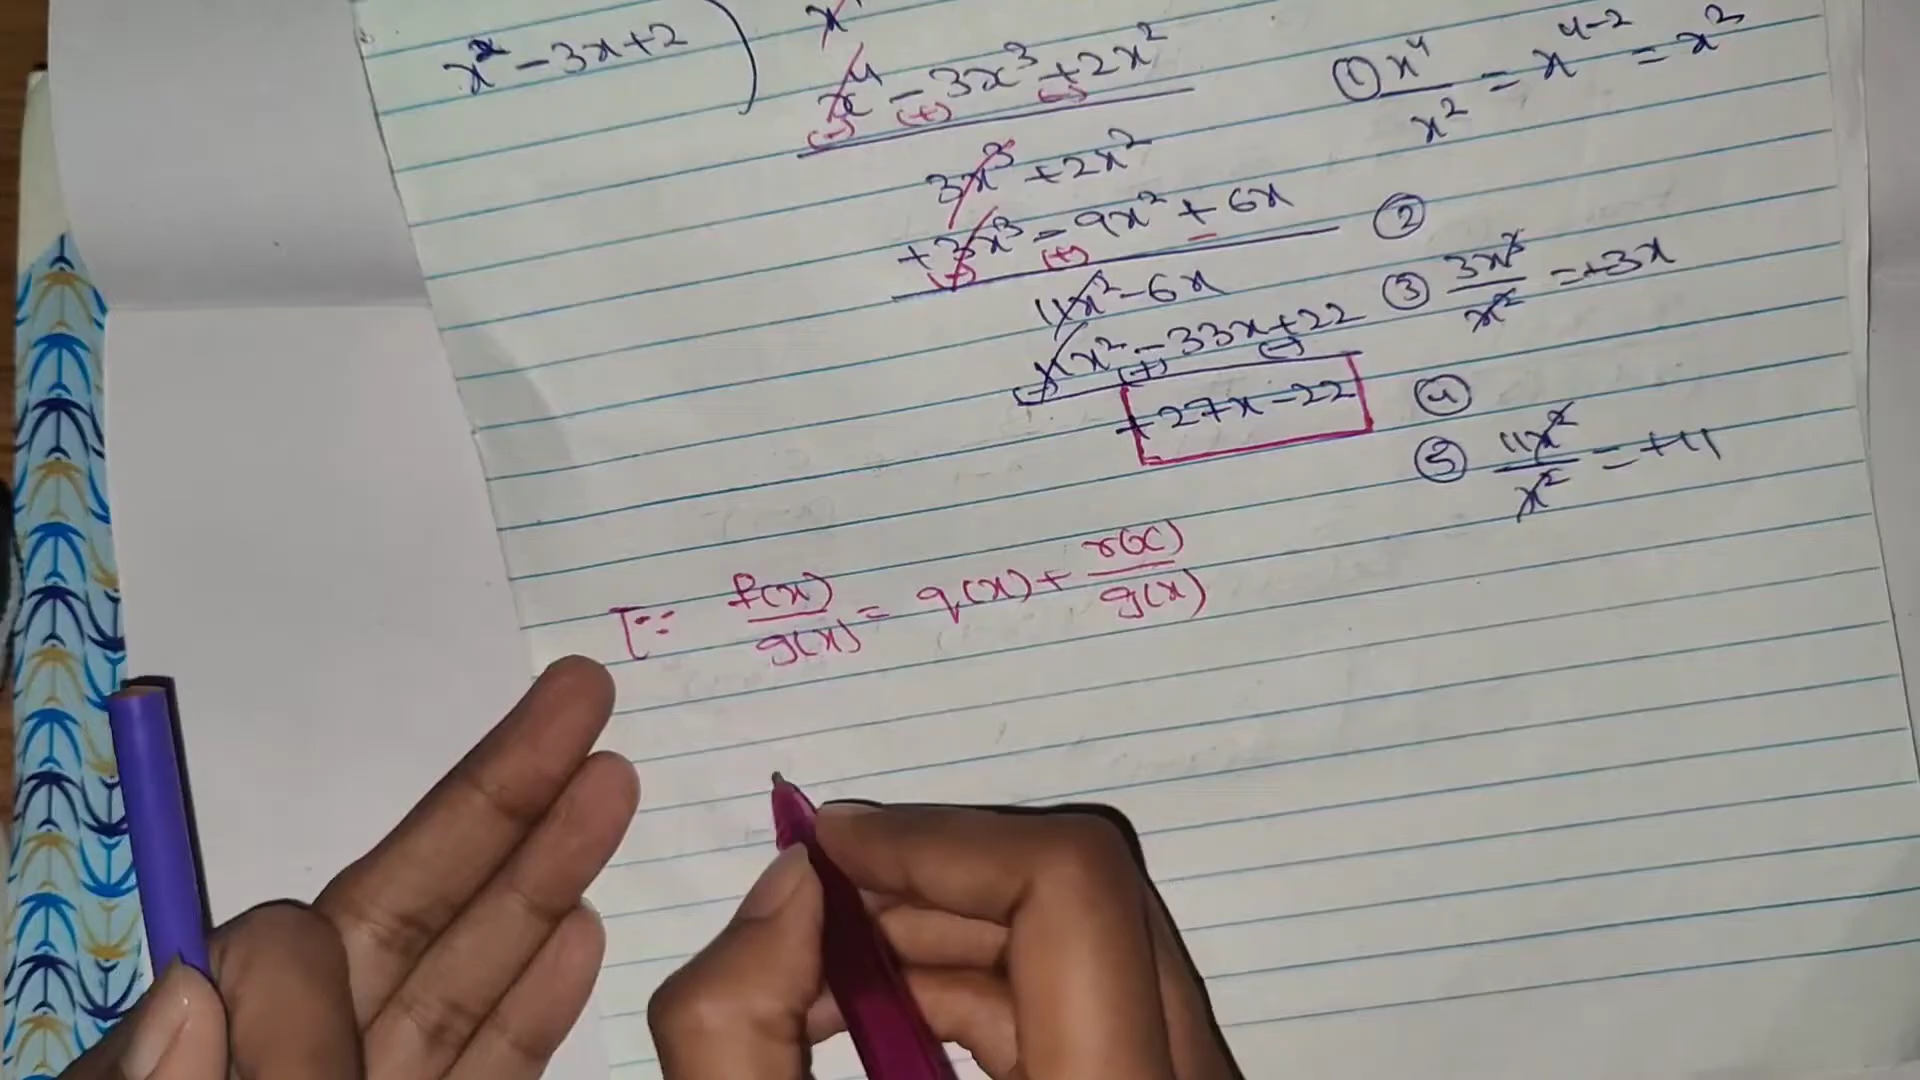 x² - 3x + 2 ) x⁴
x⁴ - 3x³ + 2x²
(-) (+) (-)
① x⁴/x² = x⁴⁻² = x²
3x³ + 2x²
+ 3x³ - 9x² + 6x
(-) (+) -
②
11x² - 6x
③ 3x³/x² = +3x
11x² - 33x + 22
(-) (+) (-)
+ 27x - 22
④
⑤ 11x²/x² = +11
[∵ f(x)/g(x) = q(x) + r(x)/g(x)